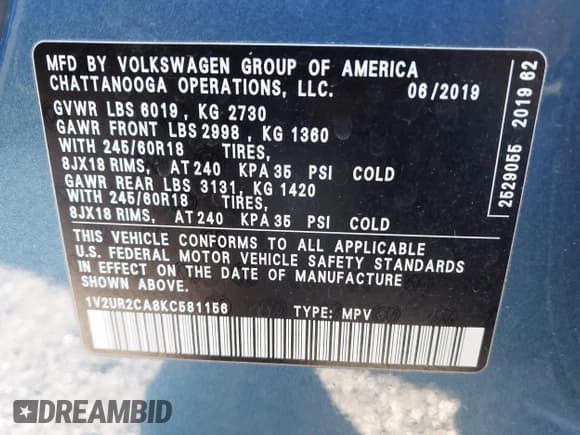 MFD BY VOLKSWAGEN GROUP OF AMERICA
CHATTANOOGA OPERATIONS, LLC. 06/2019
GVWR LBS 6019 , KG 2730
GAWR FRONT LBS 2998 , KG 1360
WITH 245/60R18 TIRES,
8JX18 RIMS, AT 240 KPA 35 PSI COLD
GAWR REAR LBS 3131, KG 1420
WITH 245/60R18 TIRES,
8JX18 RIMS, AT 240 KPA 35 PSI COLD
THIS VEHICLE CONFORMS TO ALL APPLICABLE
U.S. FEDERAL MOTOR VEHICLE SAFETY STANDARDS
IN EFFECT ON THE DATE OF MANUFACTURE
SHOWN ABOVE.
1V2UR2CA8KC581156 TYPE: MPV
2529055 2019 62
DREAMBID